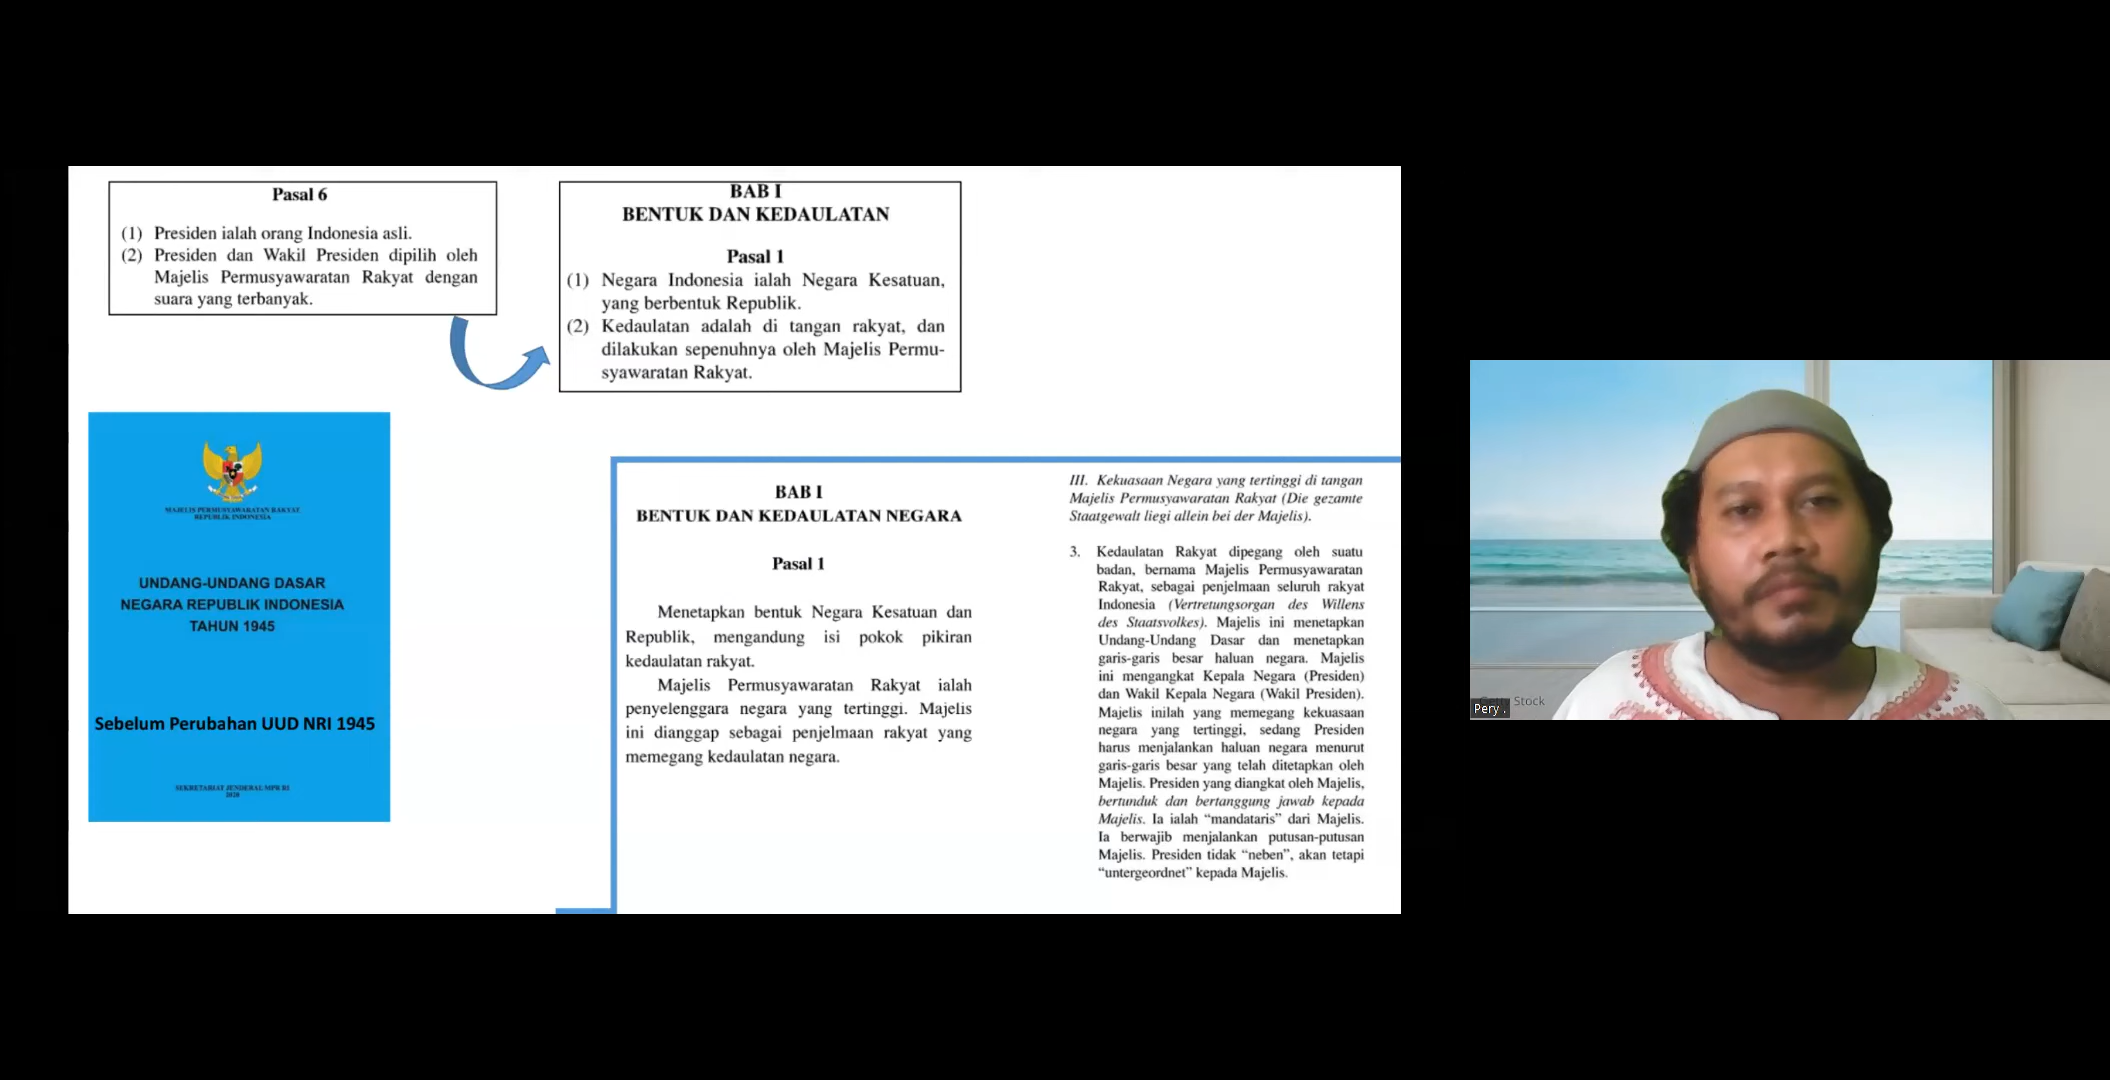 Pasal 6
(1) Presiden ialah orang Indonesia asli.
(2) Presiden dan Wakil Presiden dipilih oleh
Majelis Permusyawaratan Rakyat dengan
suara yang terbanyak.
BAB I
BENTUK DAN KEDAULATAN
Pasal 1
(1) Negara Indonesia ialah Negara Kesatuan,
yang berbentuk Republik.
(2) Kedaulatan adalah di tangan rakyat, dan
dilakukan sepenuhnya oleh Majelis Permu-
syawaratan Rakyat.
MAJELIS PERMUSYAWARATAN RAKYAT
REPUBLIK INDONESIA
UNDANG-UNDANG DASAR
NEGARA REPUBLIK INDONESIA
TAHUN 1945
Sebelum Perubahan UUD NRI 1945
SEKRETARIAT JENDERAL MPR RI
2020
BAB I
BENTUK DAN KEDAULATAN NEGARA
Pasal 1
Menetapkan bentuk Negara Kesatuan dan
Republik, mengandung isi pokok pikiran
kedaulatan rakyat.
Majelis Permusyawaratan Rakyat ialah
penyelenggara negara yang tertinggi. Majelis
ini dianggap sebagai penjelmaan rakyat yang
memegang kedaulatan negara.
III. Kekuasaan Negara yang tertinggi di tangan
Majelis Permusyawaratan Rakyat (Die gezamte
Staatgewalt liegi allein bei der Majelis).
3. Kedaulatan Rakyat dipegang oleh suatu
badan, bernama Majelis Permusyawaratan
Rakyat, sebagai penjelmaan seluruh rakyat
Indonesia (Vertretungsorgan des Willens
des Staatsvolkes). Majelis ini menetapkan
Undang-Undang Dasar dan menetapkan
garis-garis besar haluan negara. Majelis
ini mengangkat Kepala Negara (Presiden)
dan Wakil Kepala Negara (Wakil Presiden).
Majelis inilah yang memegang kekuasaan
negara yang tertinggi, sedang Presiden
harus menjalankan haluan negara menurut
garis-garis besar yang telah ditetapkan oleh
Majelis. Presiden yang diangkat oleh Majelis,
bertunduk dan bertanggung jawab kepada
Majelis. Ia ialah “mandataris” dari Majelis.
Ia berwajib menjalankan putusan-putusan
Majelis. Presiden tidak “neben”, akan tetapi
“untergeordnet” kepada Majelis.
Stock
Pery .